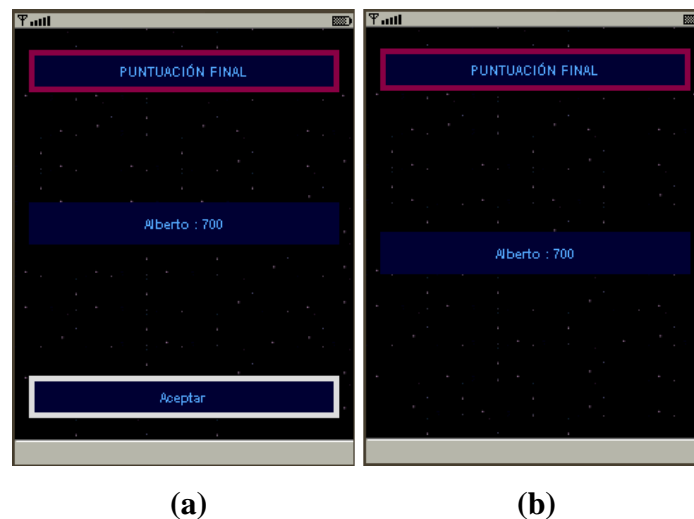 PUNTUACIÓN FINAL
Alberto : 700
Aceptar
(a)
PUNTUACIÓN FINAL
Alberto : 700
(b)